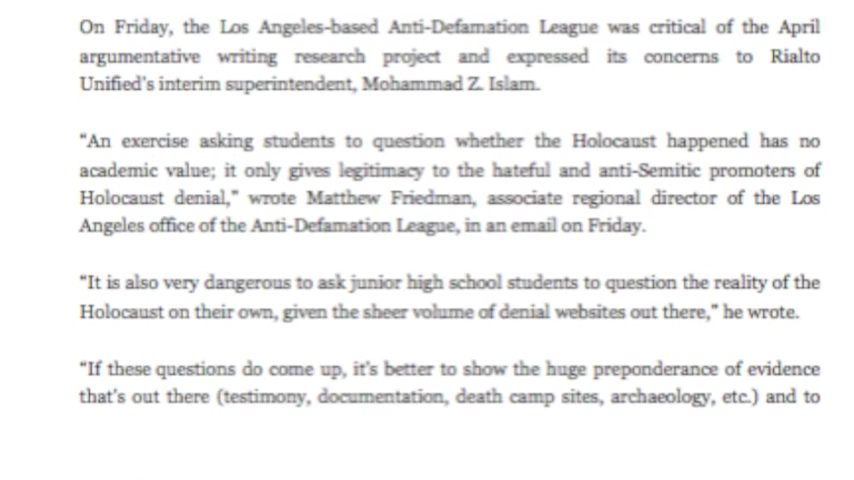 On Friday, the Los Angeles-based Anti-Defamation League was critical of the April
argumentative writing research project and expressed its concerns to Rialto
Unified's interim superintendent, Mohammad Z. Islam.
"An exercise asking students to question whether the Holocaust happened has no
academic value; it only gives legitimacy to the hateful and anti-Semitic promoters of
Holocaust denial," wrote Matthew Friedman, associate regional director of the Los
Angeles office of the Anti-Defamation League, in an email on Friday.
"It is also very dangerous to ask junior high school students to question the reality of the
Holocaust on their own, given the sheer volume of denial websites out there," he wrote.
"If these questions do come up, it's better to show the huge preponderance of evidence
that's out there (testimony, documentation, death camp sites, archaeology, etc.) and to